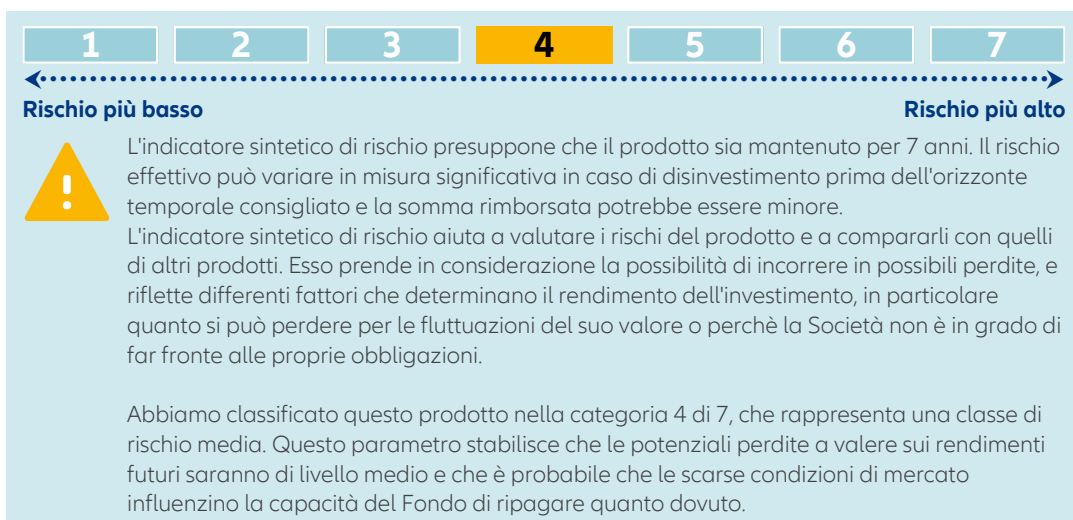 1 2 3 4 5 6 7
Rischio più basso Rischio più alto
L'indicatore sintetico di rischio presuppone che il prodotto sia mantenuto per 7 anni. Il rischio
effettivo può variare in misura significativa in caso di disinvestimento prima dell'orizzonte
temporale consigliato e la somma rimborsata potrebbe essere minore.
L'indicatore sintetico di rischio aiuta a valutare i rischi del prodotto e a compararli con quelli
di altri prodotti. Esso prende in considerazione la possibilità di incorrere in possibili perdite, e
riflette differenti fattori che determinano il rendimento dell'investimento, in particolare
quanto si può perdere per le fluttuazioni del suo valore o perchè la Società non è in grado di
far fronte alle proprie obbligazioni.
Abbiamo classificato questo prodotto nella categoria 4 di 7, che rappresenta una classe di
rischio media. Questo parametro stabilisce che le potenziali perdite a valere sui rendimenti
futuri saranno di livello medio e che è probabile che le scarse condizioni di mercato
influenzino la capacità del Fondo di ripagare quanto dovuto.